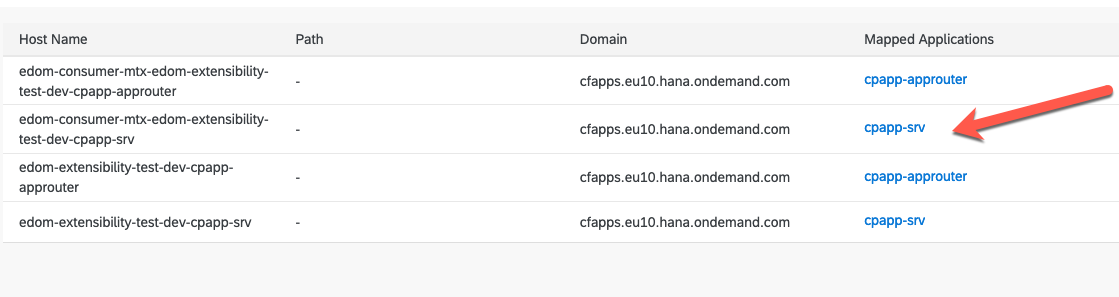 Host Name Path Domain Mapped Applications
edom-consumer-mtx-edom-extensibility-
test-dev-cpapp-approuter - cfapps.eu10.hana.ondemand.com cpapp-approuter
edom-consumer-mtx-edom-extensibility-
test-dev-cpapp-srv - cfapps.eu10.hana.ondemand.com cpapp-srv
edom-extensibility-test-dev-cpapp-
approuter - cfapps.eu10.hana.ondemand.com cpapp-approuter
edom-extensibility-test-dev-cpapp-srv - cfapps.eu10.hana.ondemand.com cpapp-srv